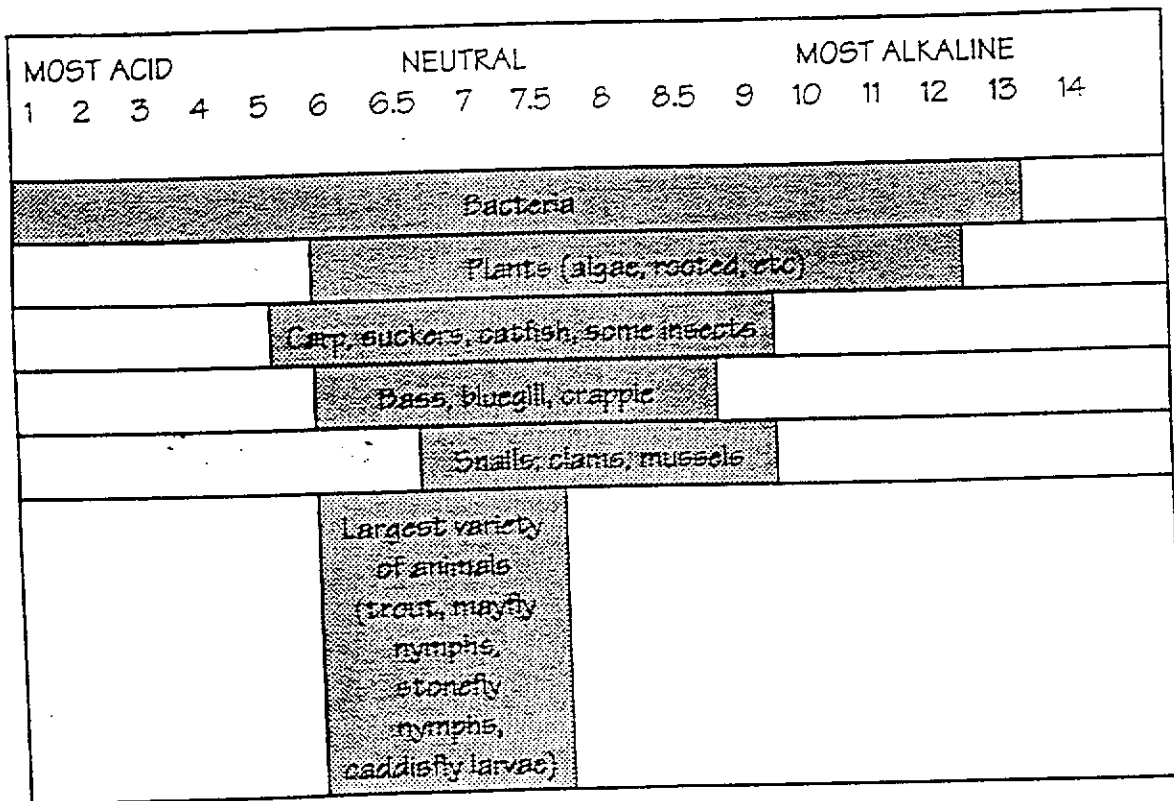 MOST ACID NEUTRAL MOST ALKALINE
1 2 3 4 5 6 6.5 7 7.5 8 8.5 9 10 11 12 13 14
Bacteria
Plants (algae, rooted, etc)
Carp, suckers, catfish, some insects
Bass, bluegill, crappie
Snails, clams, mussels
Largest variety
of animals
(trout, mayfly
nymphs,
stonefly
nymphs,
caddisfly larvae)